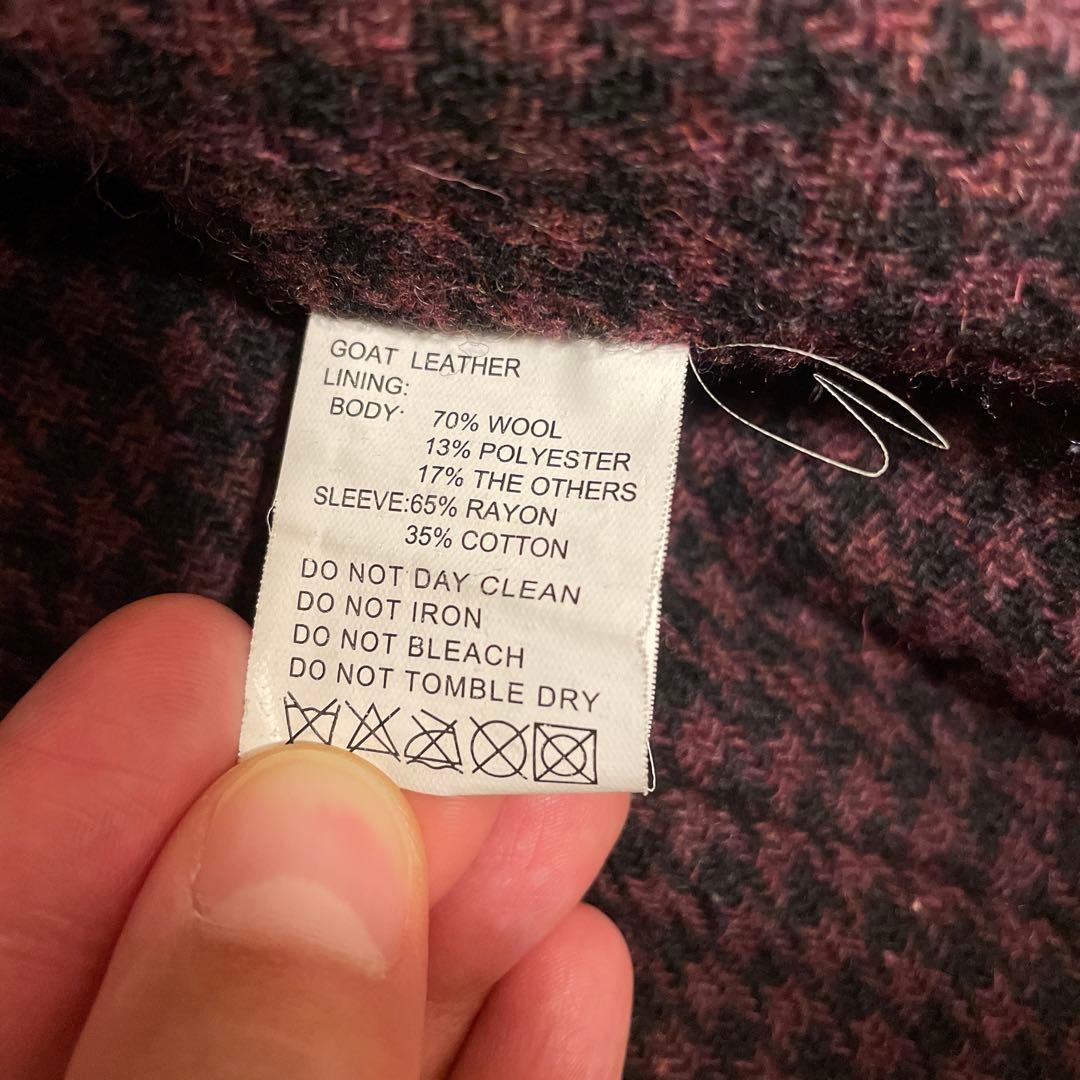 GOAT LEATHER
LINING:
BODY: 70% WOOL
13% POLYESTER
17% THE OTHERS
SLEEVE:65% RAYON
35% COTTON
DO NOT DAY CLEAN
DO NOT IRON
DO NOT BLEACH
DO NOT TOMBLE DRY